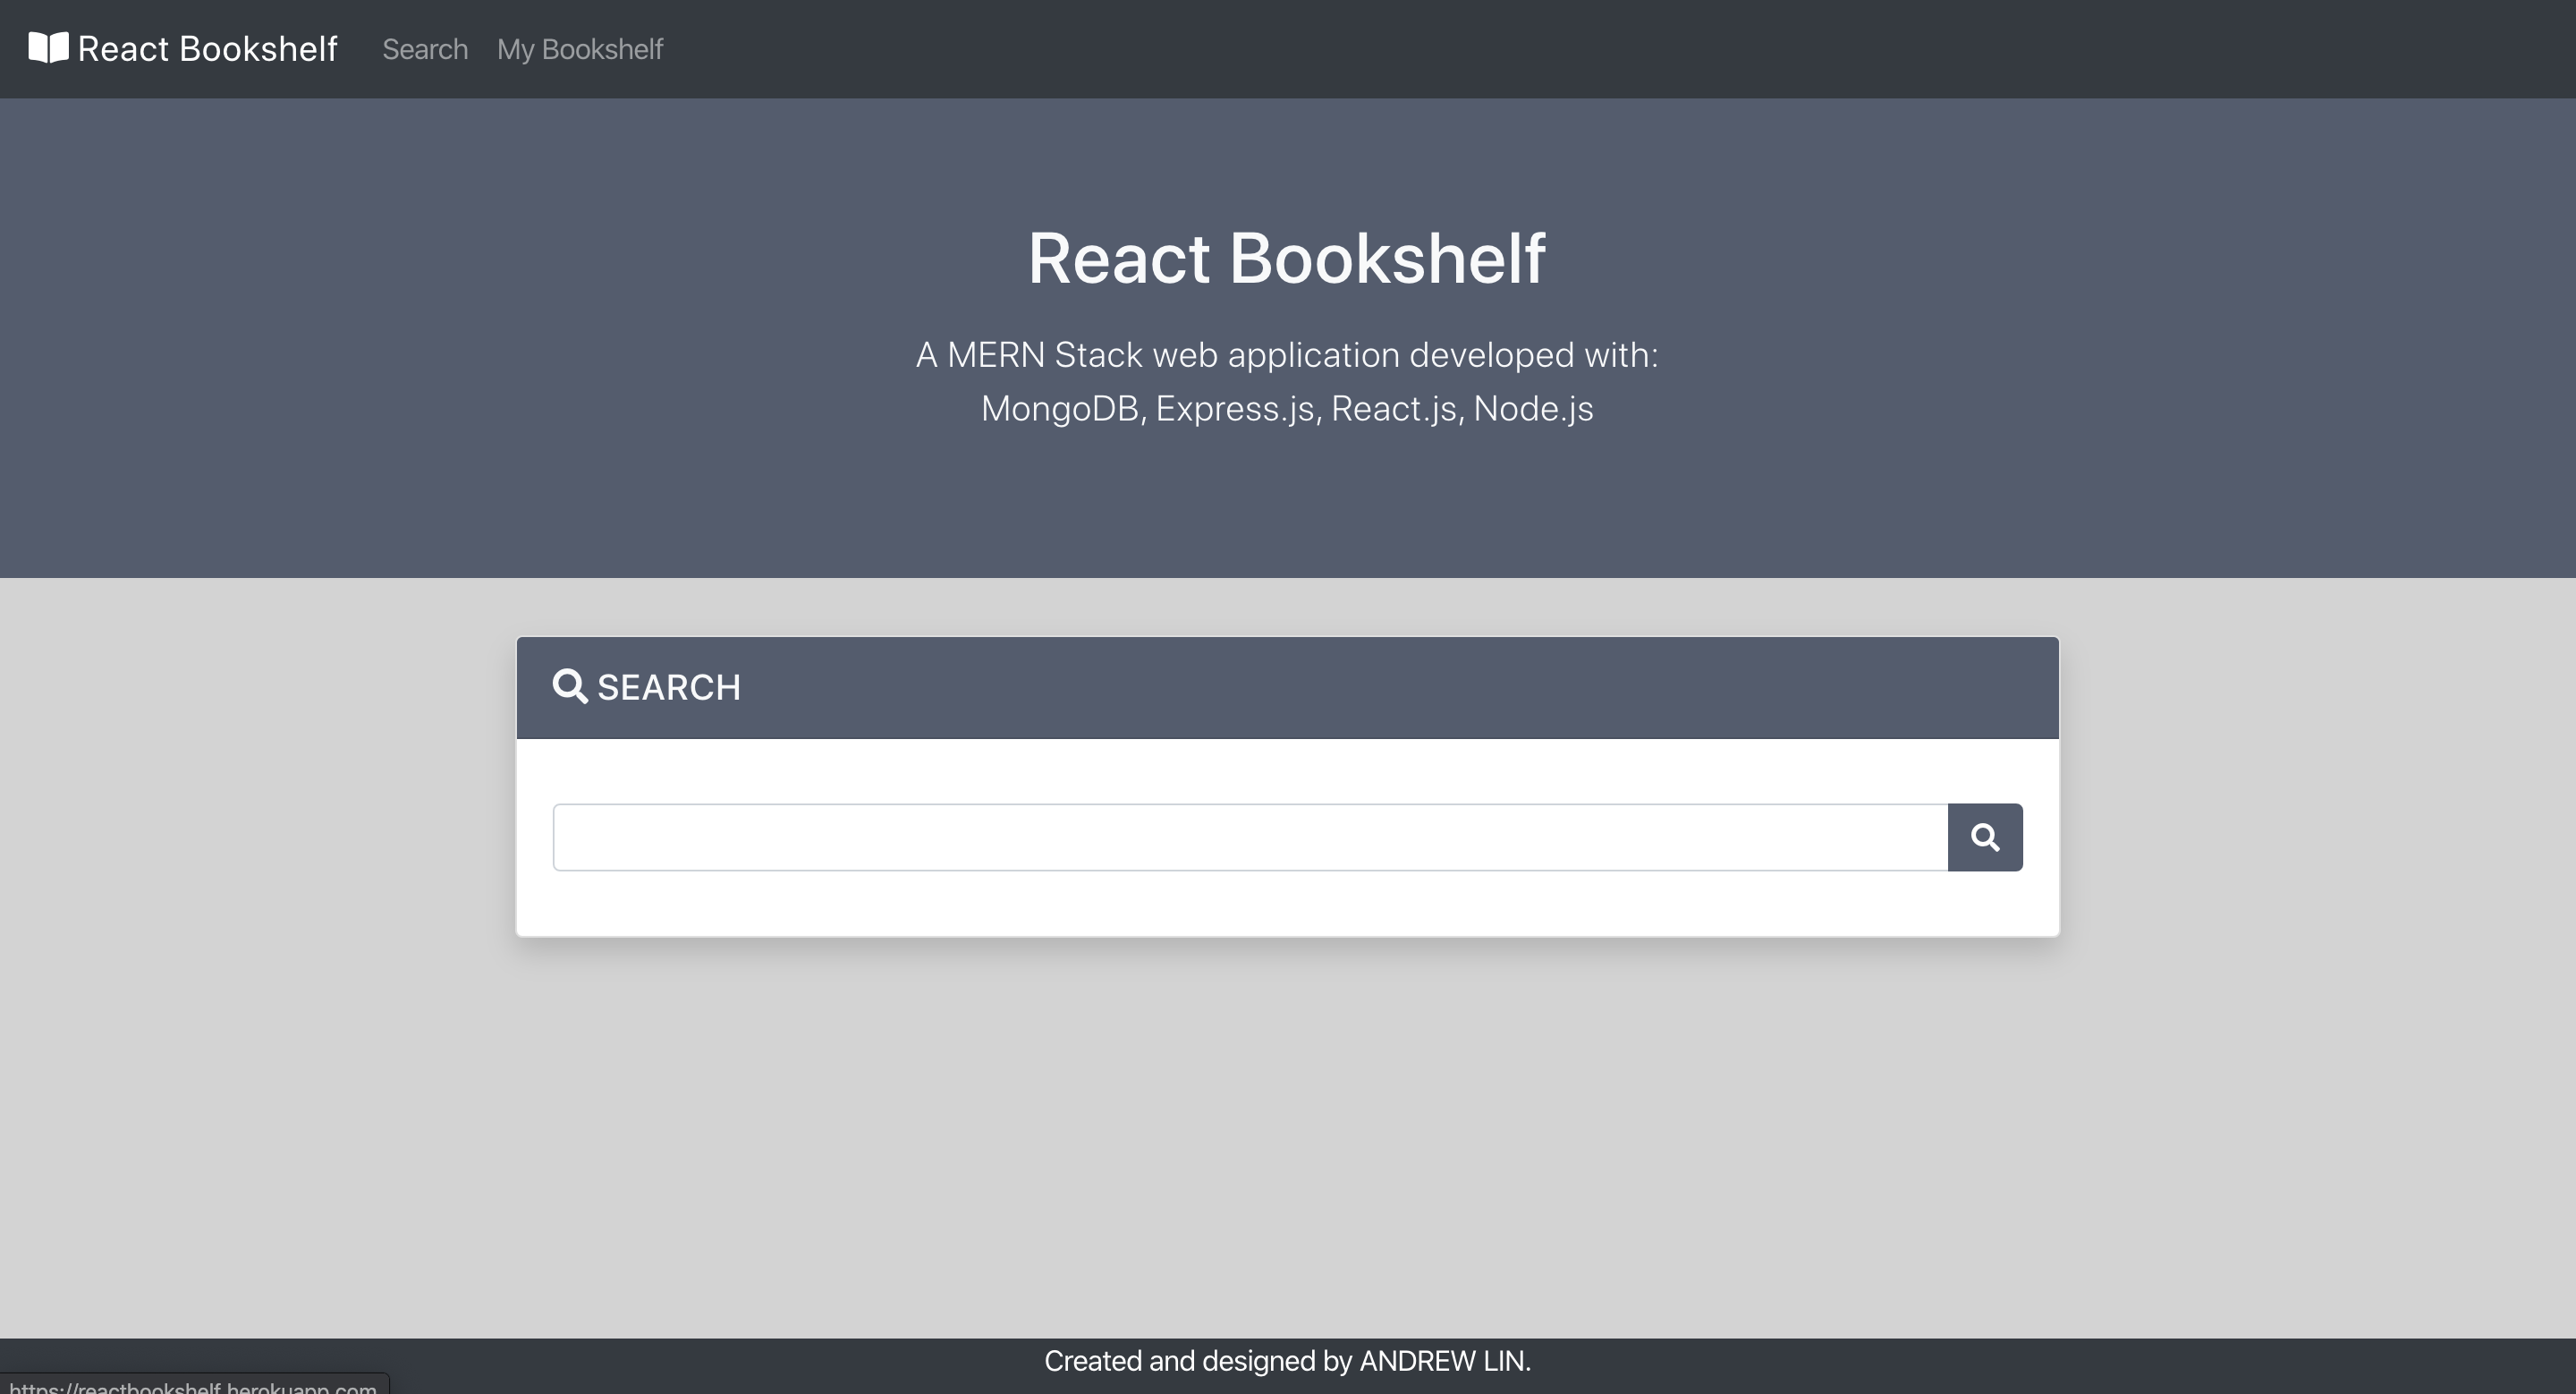 React Bookshelf Search My Bookshelf
React Bookshelf
A MERN Stack web application developed with:
MongoDB, Express.js, React.js, Node.js
SEARCH
Created and designed by ANDREW LIN.
https://reactbookshelf.herokuapp.com